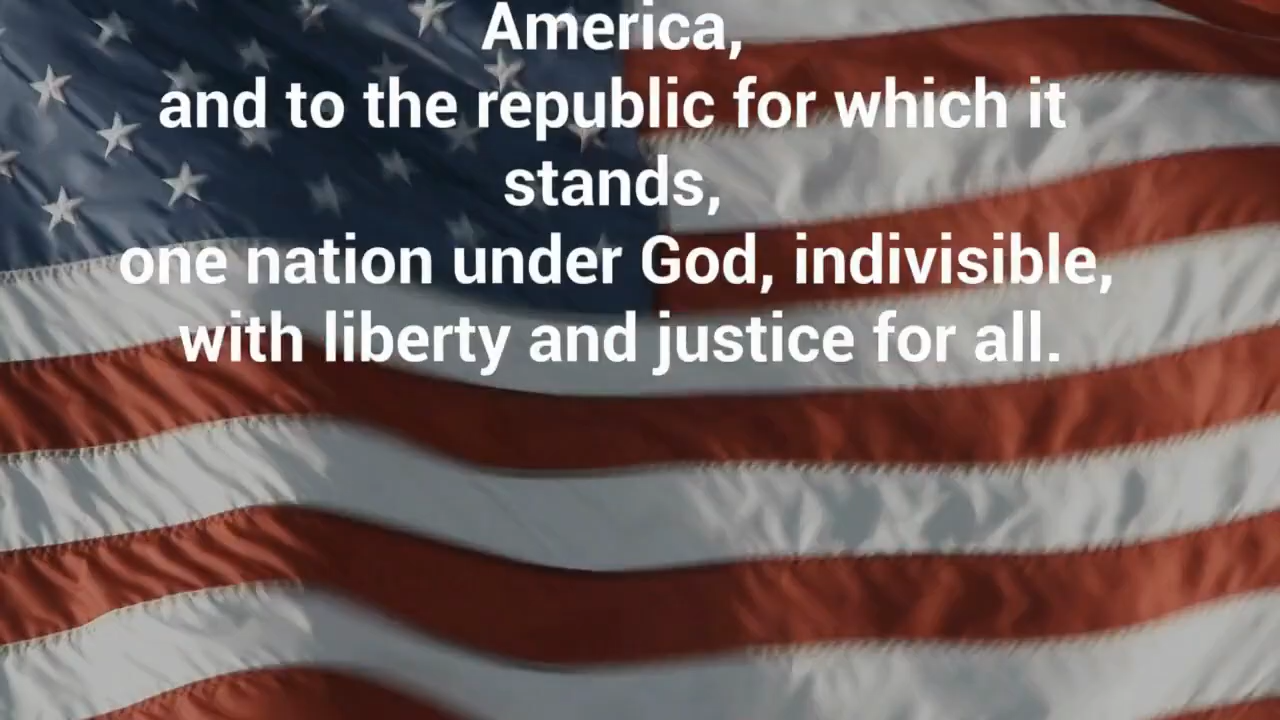 America,
and to the republic for which it
stands,
one nation under God, indivisible,
with liberty and justice for all.